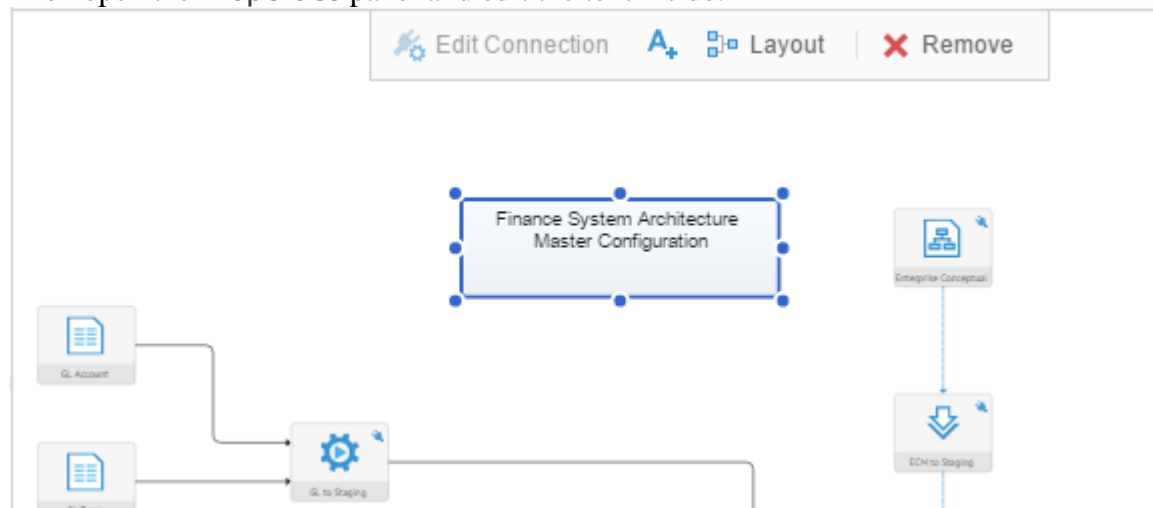 Edit Connection A+ Layout Remove
Finance System Architecture
Master Configuration
Enterprise Conceptual
GL Account
ECM to Staging
GL to Staging